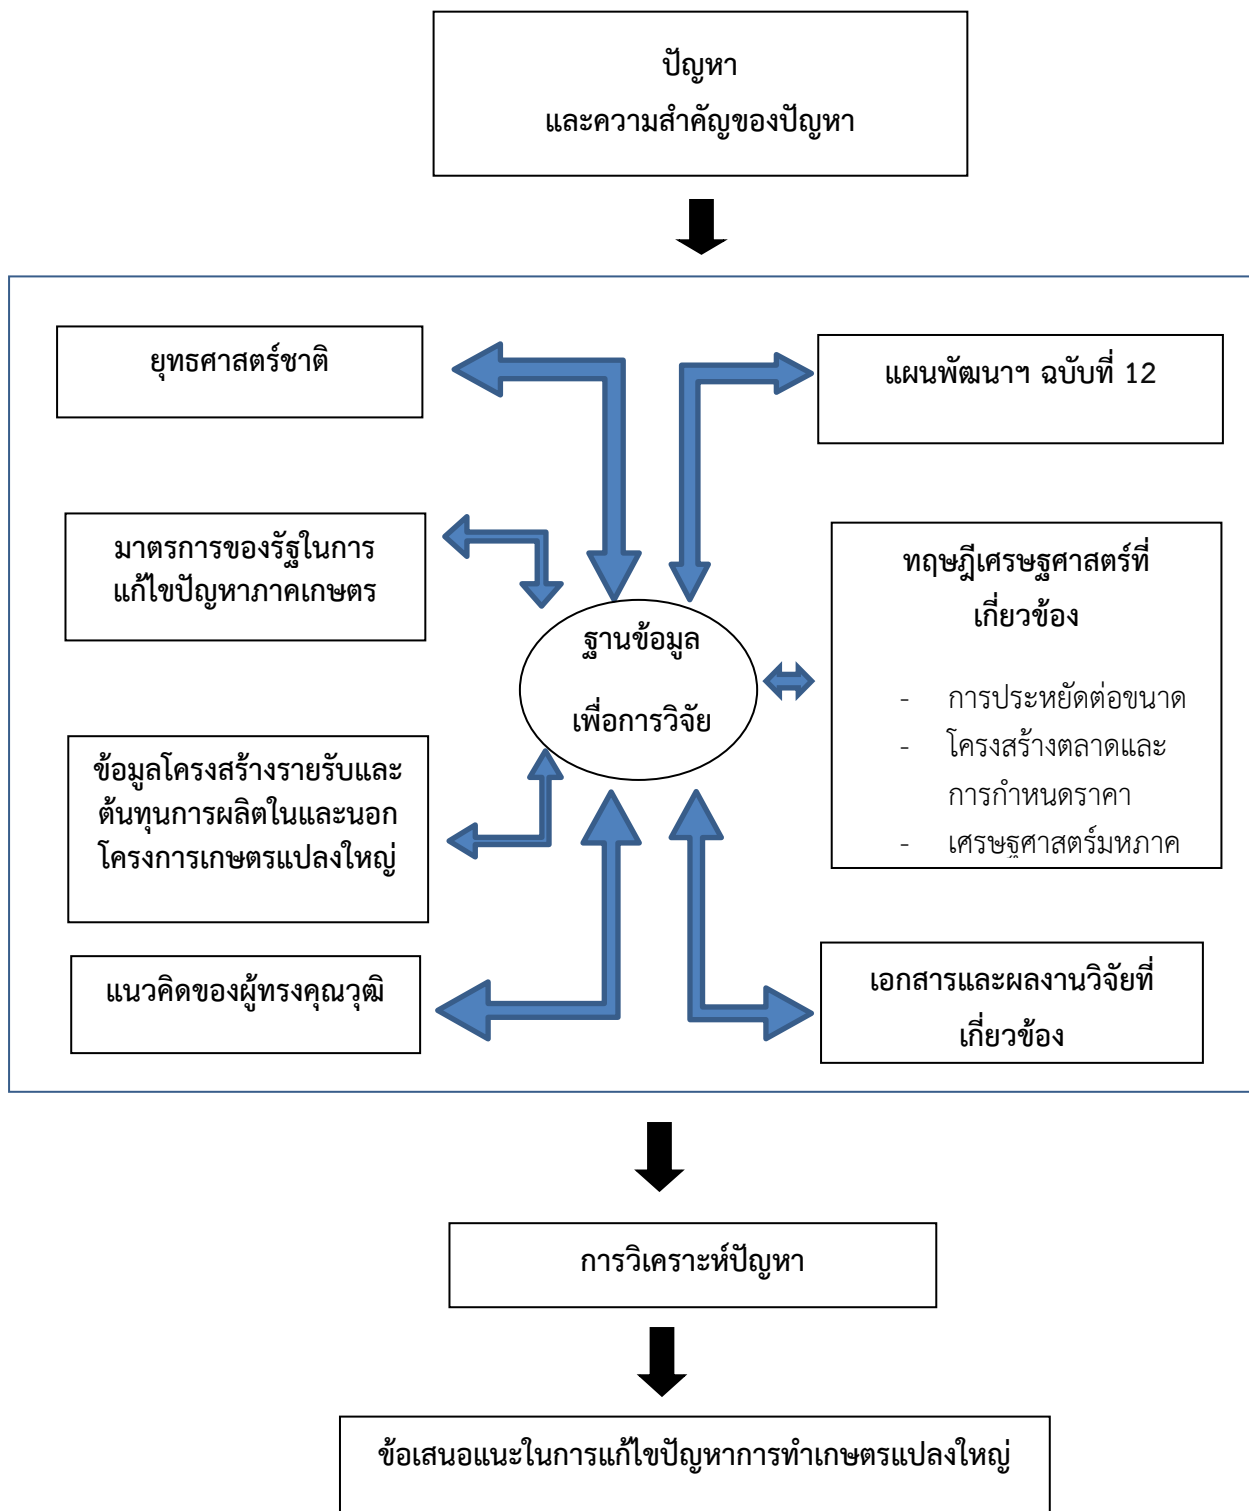 ปัญหา
และความสำคัญของปัญหา
ยุทธศาสตร์ชาติ
แผนพัฒนาฯ ฉบับที่ 12
มาตรการของรัฐในการ
แก้ไขปัญหาภาคเกษตร
ทฤษฎีเศรษฐศาสตร์ที่
เกี่ยวข้อง
- การประหยัดต่อขนาด
- โครงสร้างตลาดและ
การกำหนดราคา
- เศรษฐศาสตร์มหภาค
ฐานข้อมูล
เพื่อการวิจัย
ข้อมูลโครงสร้างรายรับและ
ต้นทุนการผลิตในและนอก
โครงการเกษตรแปลงใหญ่
แนวคิดของผู้ทรงคุณวุฒิ
เอกสารและผลงานวิจัยที่
เกี่ยวข้อง
การวิเคราะห์ปัญหา
ข้อเสนอแนะในการแก้ไขปัญหาการทำเกษตรแปลงใหญ่